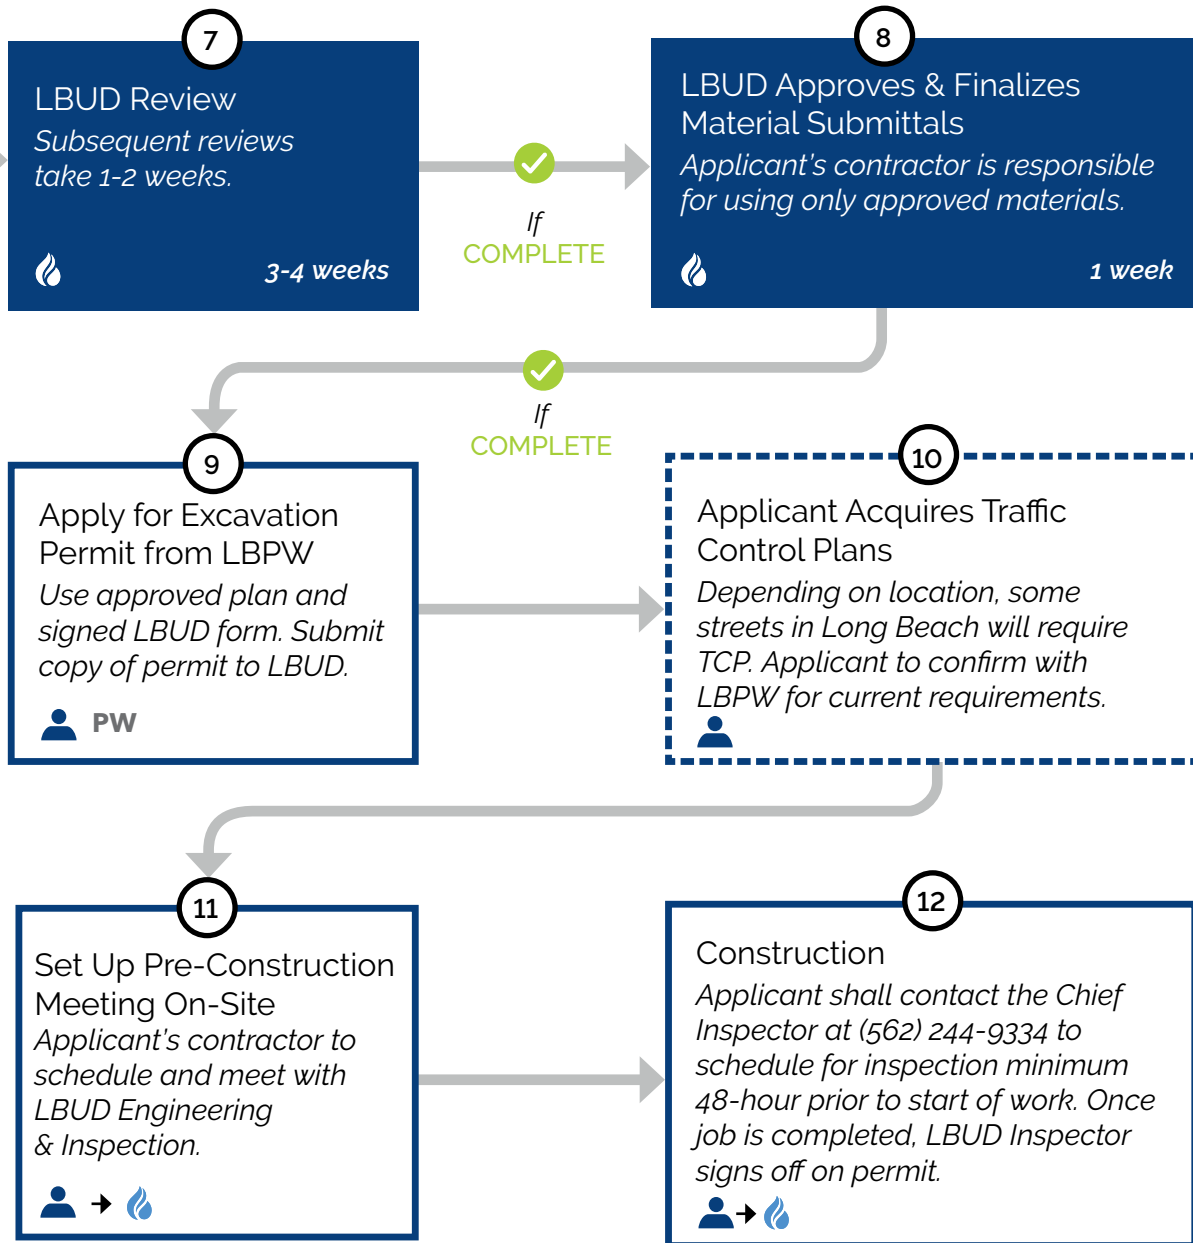 7
LBUD Review
Subsequent reviews
take 1-2 weeks.
3-4 weeks
If
COMPLETE
8
LBUD Approves & Finalizes
Material Submittals
Applicant's contractor is responsible
for using only approved materials.
1 week
If
COMPLETE
9
Apply for Excavation
Permit from LBPW
Use approved plan and
signed LBUD form. Submit
copy of permit to LBUD.
PW
10
Applicant Acquires Traffic
Control Plans
Depending on location, some
streets in Long Beach will require
TCP. Applicant to confirm with
LBPW for current requirements.
11
Set Up Pre-Construction
Meeting On-Site
Applicant's contractor to
schedule and meet with
LBUD Engineering
& Inspection.
12
Construction
Applicant shall contact the Chief
Inspector at (562) 244-9334 to
schedule for inspection minimum
48-hour prior to start of work. Once
job is completed, LBUD Inspector
signs off on permit.